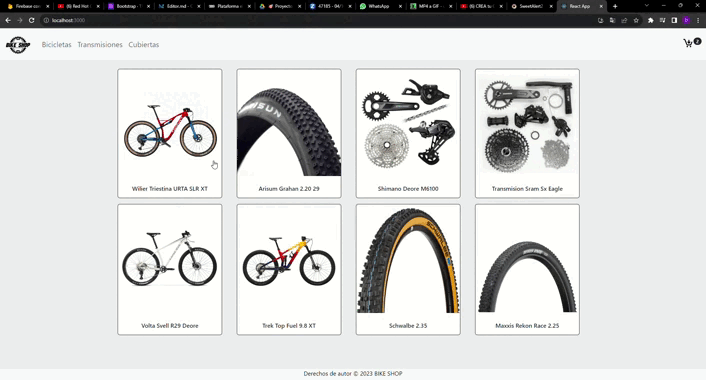 Firebase con
(6) Red Hot
Bootstrap · T
Editor.md -
Plataforma
Proyecto
47185 - 04/
WhatsApp
MP4 a GIF
(6) CREA tu
SweetAlert2
React App
localhost:3000
BIKE SHOP
Bicicletas Transmisiones Cubiertas
2
SUN
SCHWALBE
Wilier Triestina URTA SLR XT
Arisum Grahan 2.20 29
Shimano Deore M6100
Transmision Sram Sx Eagle
Volta Svell R29 Deore
Trek Top Fuel 9.8 XT
Schwalbe 2.35
Maxxis Rekon Race 2.25
Derechos de autor © 2023 BIKE SHOP